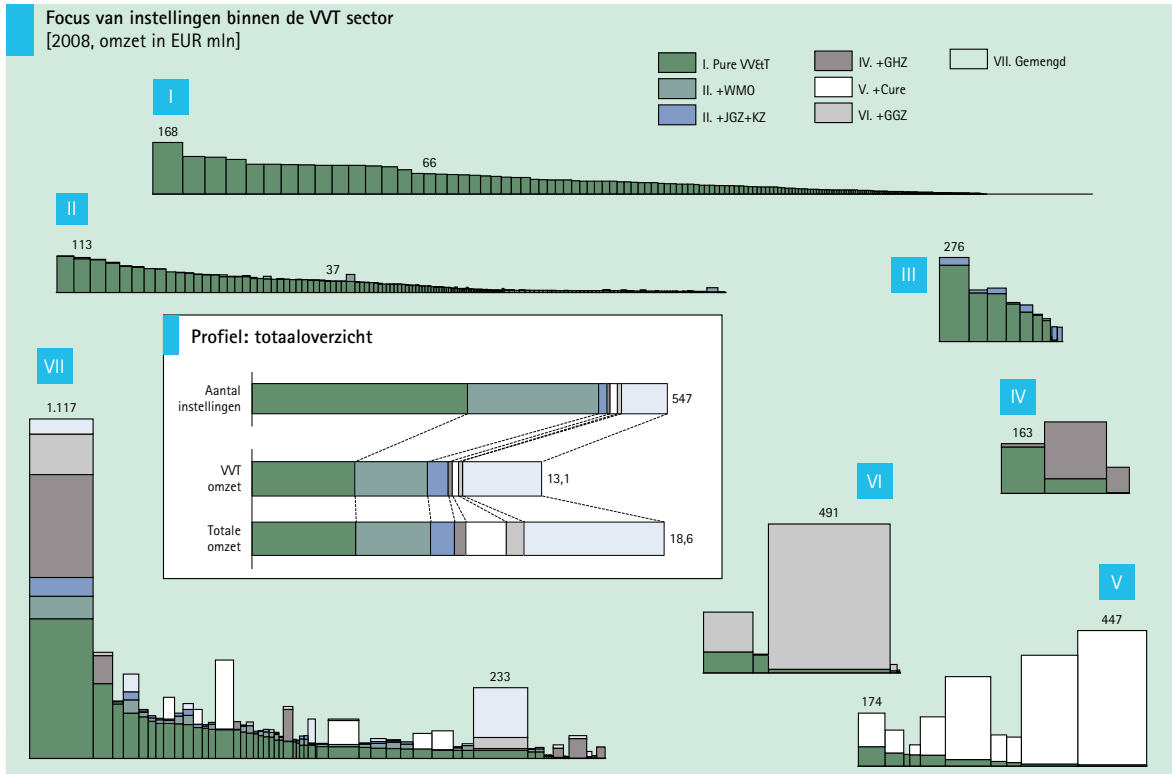 Focus van instellingen binnen de VVT sector
[2008, omzet in EUR mln]
I. Pure VV&T
II. +WMO
II. +JGZ+KZ
IV. +GHZ
V. +Cure
VI. +GGZ
VII. Gemengd
I
168
66
II
113
37
III
276
Profiel: totaaloverzicht
Aantal
instellingen
547
VVT
omzet
13,1
Totale
omzet
18,6
VII
1.117
233
IV
163
VI
491
V
447
174